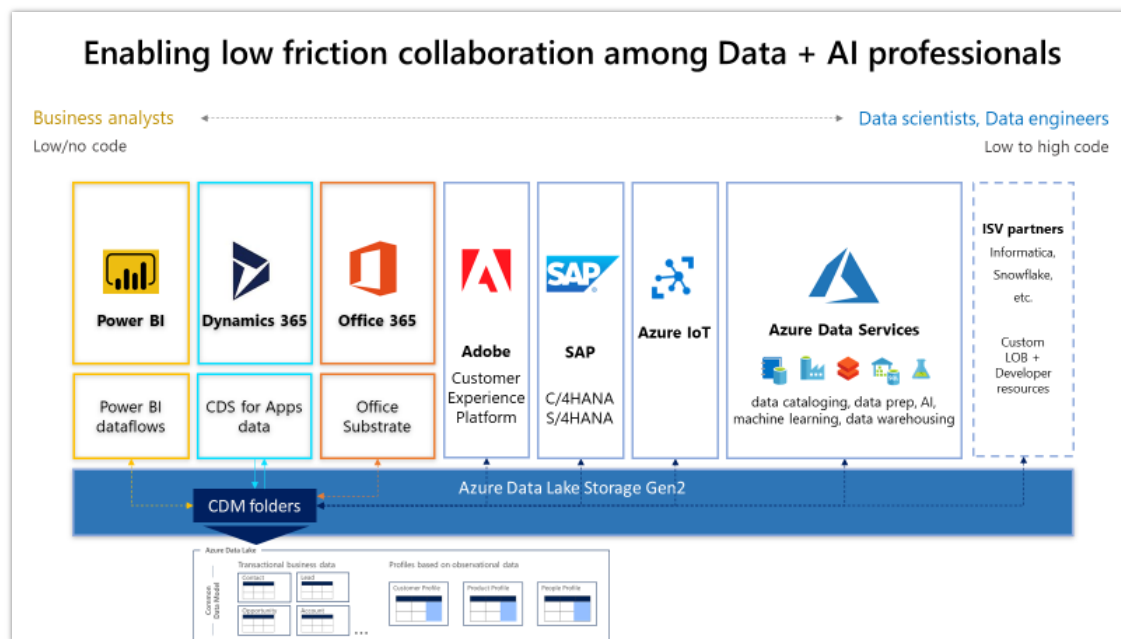 Enabling low friction collaboration among Data + AI professionals
Business analysts
Data scientists, Data engineers
Low/no code
Low to high code
Power BI
Dynamics 365
Office 365
Adobe
Customer
Experience
Platform
SAP
SAP
C/4HANA
S/4HANA
Azure IoT
Azure Data Services
data cataloging, data prep, AI,
machine learning, data warehousing
ISV partners
Informatica,
Snowflake,
etc.
Custom
LOB +
Developer
resources
Power BI
dataflows
CDS for Apps
data
Office
Substrate
Azure Data Lake Storage Gen2
CDM folders
Azure Data Lake
Common
Data Model
Transactional business data
Profiles based on observational data
Contact
Lead
Customer Profile
Product Profile
People Profile
Opportunity
Account
...